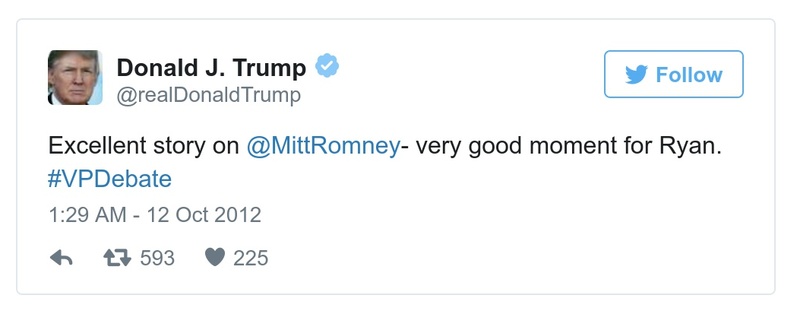 Donald J. Trump
@realDonaldTrump
Follow
Excellent story on @MittRomney- very good moment for Ryan.
#VPDebate
1:29 AM - 12 Oct 2012
593 225